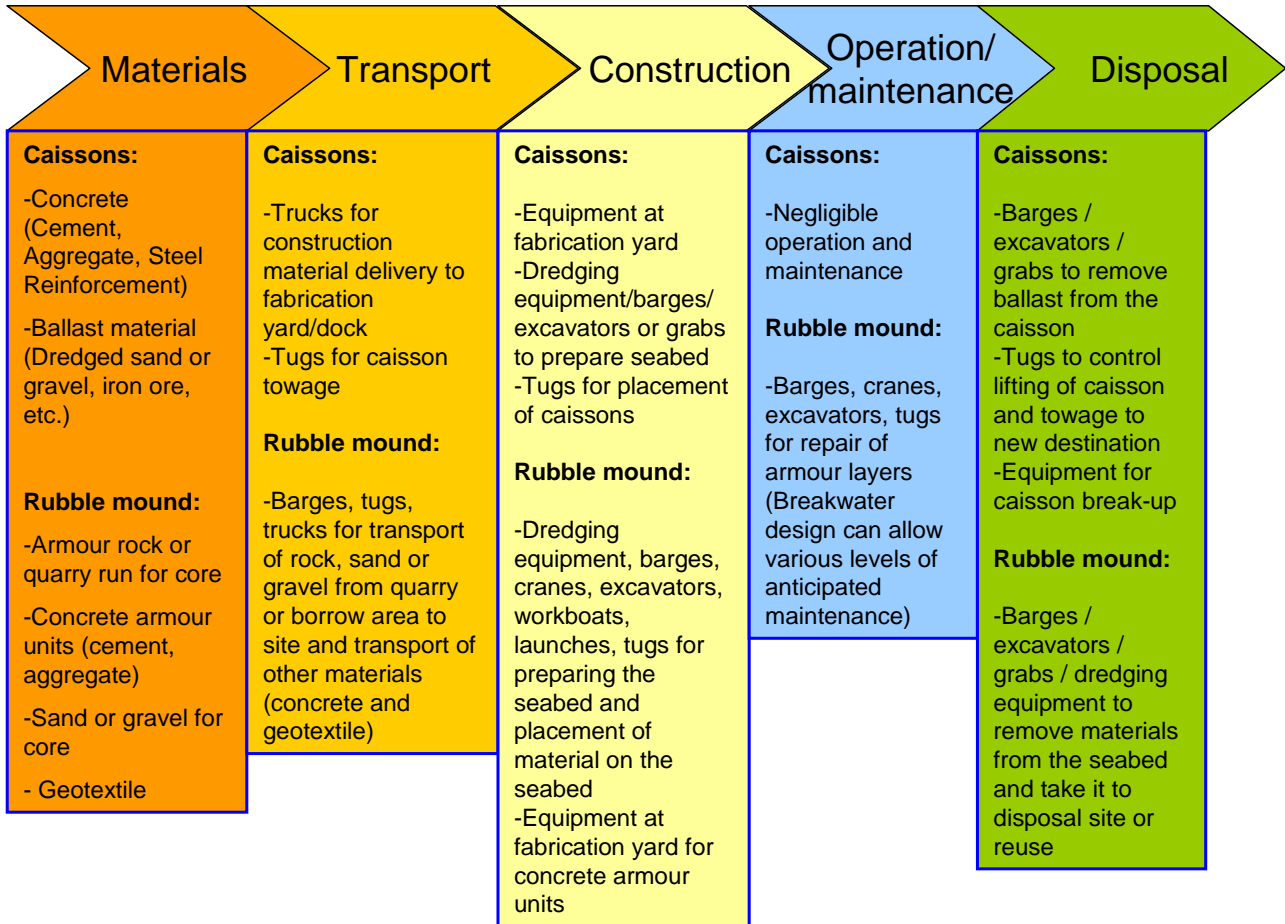 Materials
Transport
Construction
Operation/
maintenance
Disposal
Caissons:
-Concrete
(Cement,
Aggregate, Steel
Reinforcement)
-Ballast material
(Dredged sand or
gravel, iron ore,
etc.)
Rubble mound:
-Armour rock or
quarry run for core
-Concrete armour
units (cement,
aggregate)
-Sand or gravel for
core
- Geotextile
Caissons:
-Trucks for
construction
material delivery to
fabrication
yard/dock
-Tugs for caisson
towage
Rubble mound:
-Barges, tugs,
trucks for transport
of rock, sand or
gravel from quarry
or borrow area to
site and transport of
other materials
(concrete and
geotextile)
Caissons:
-Equipment at
fabrication yard
-Dredging
equipment/barges/
excavators or grabs
to prepare seabed
-Tugs for placement
of caissons
Rubble mound:
-Dredging
equipment, barges,
cranes, excavators,
workboats,
launches, tugs for
preparing the
seabed and
placement of
material on the
seabed
-Equipment at
fabrication yard for
concrete armour
units
Caissons:
-Negligible
operation and
maintenance
Rubble mound:
-Barges, cranes,
excavators, tugs
for repair of
armour layers
(Breakwater
design can allow
various levels of
anticipated
maintenance)
Caissons:
-Barges /
excavators /
grabs to remove
ballast from the
caisson
-Tugs to control
lifting of caisson
and towage to
new destination
-Equipment for
caisson break-up
Rubble mound:
-Barges /
excavators /
grabs / dredging
equipment to
remove materials
from the seabed
and take it to
disposal site or
reuse